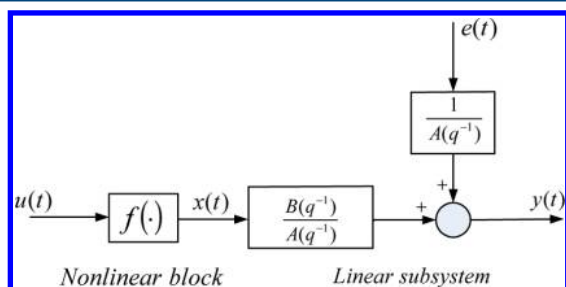 e(t)
1
A(q⁻¹)
u(t)
f(·)
x(t)
B(q⁻¹)
A(q⁻¹)
+
+
y(t)
Nonlinear block
Linear subsystem